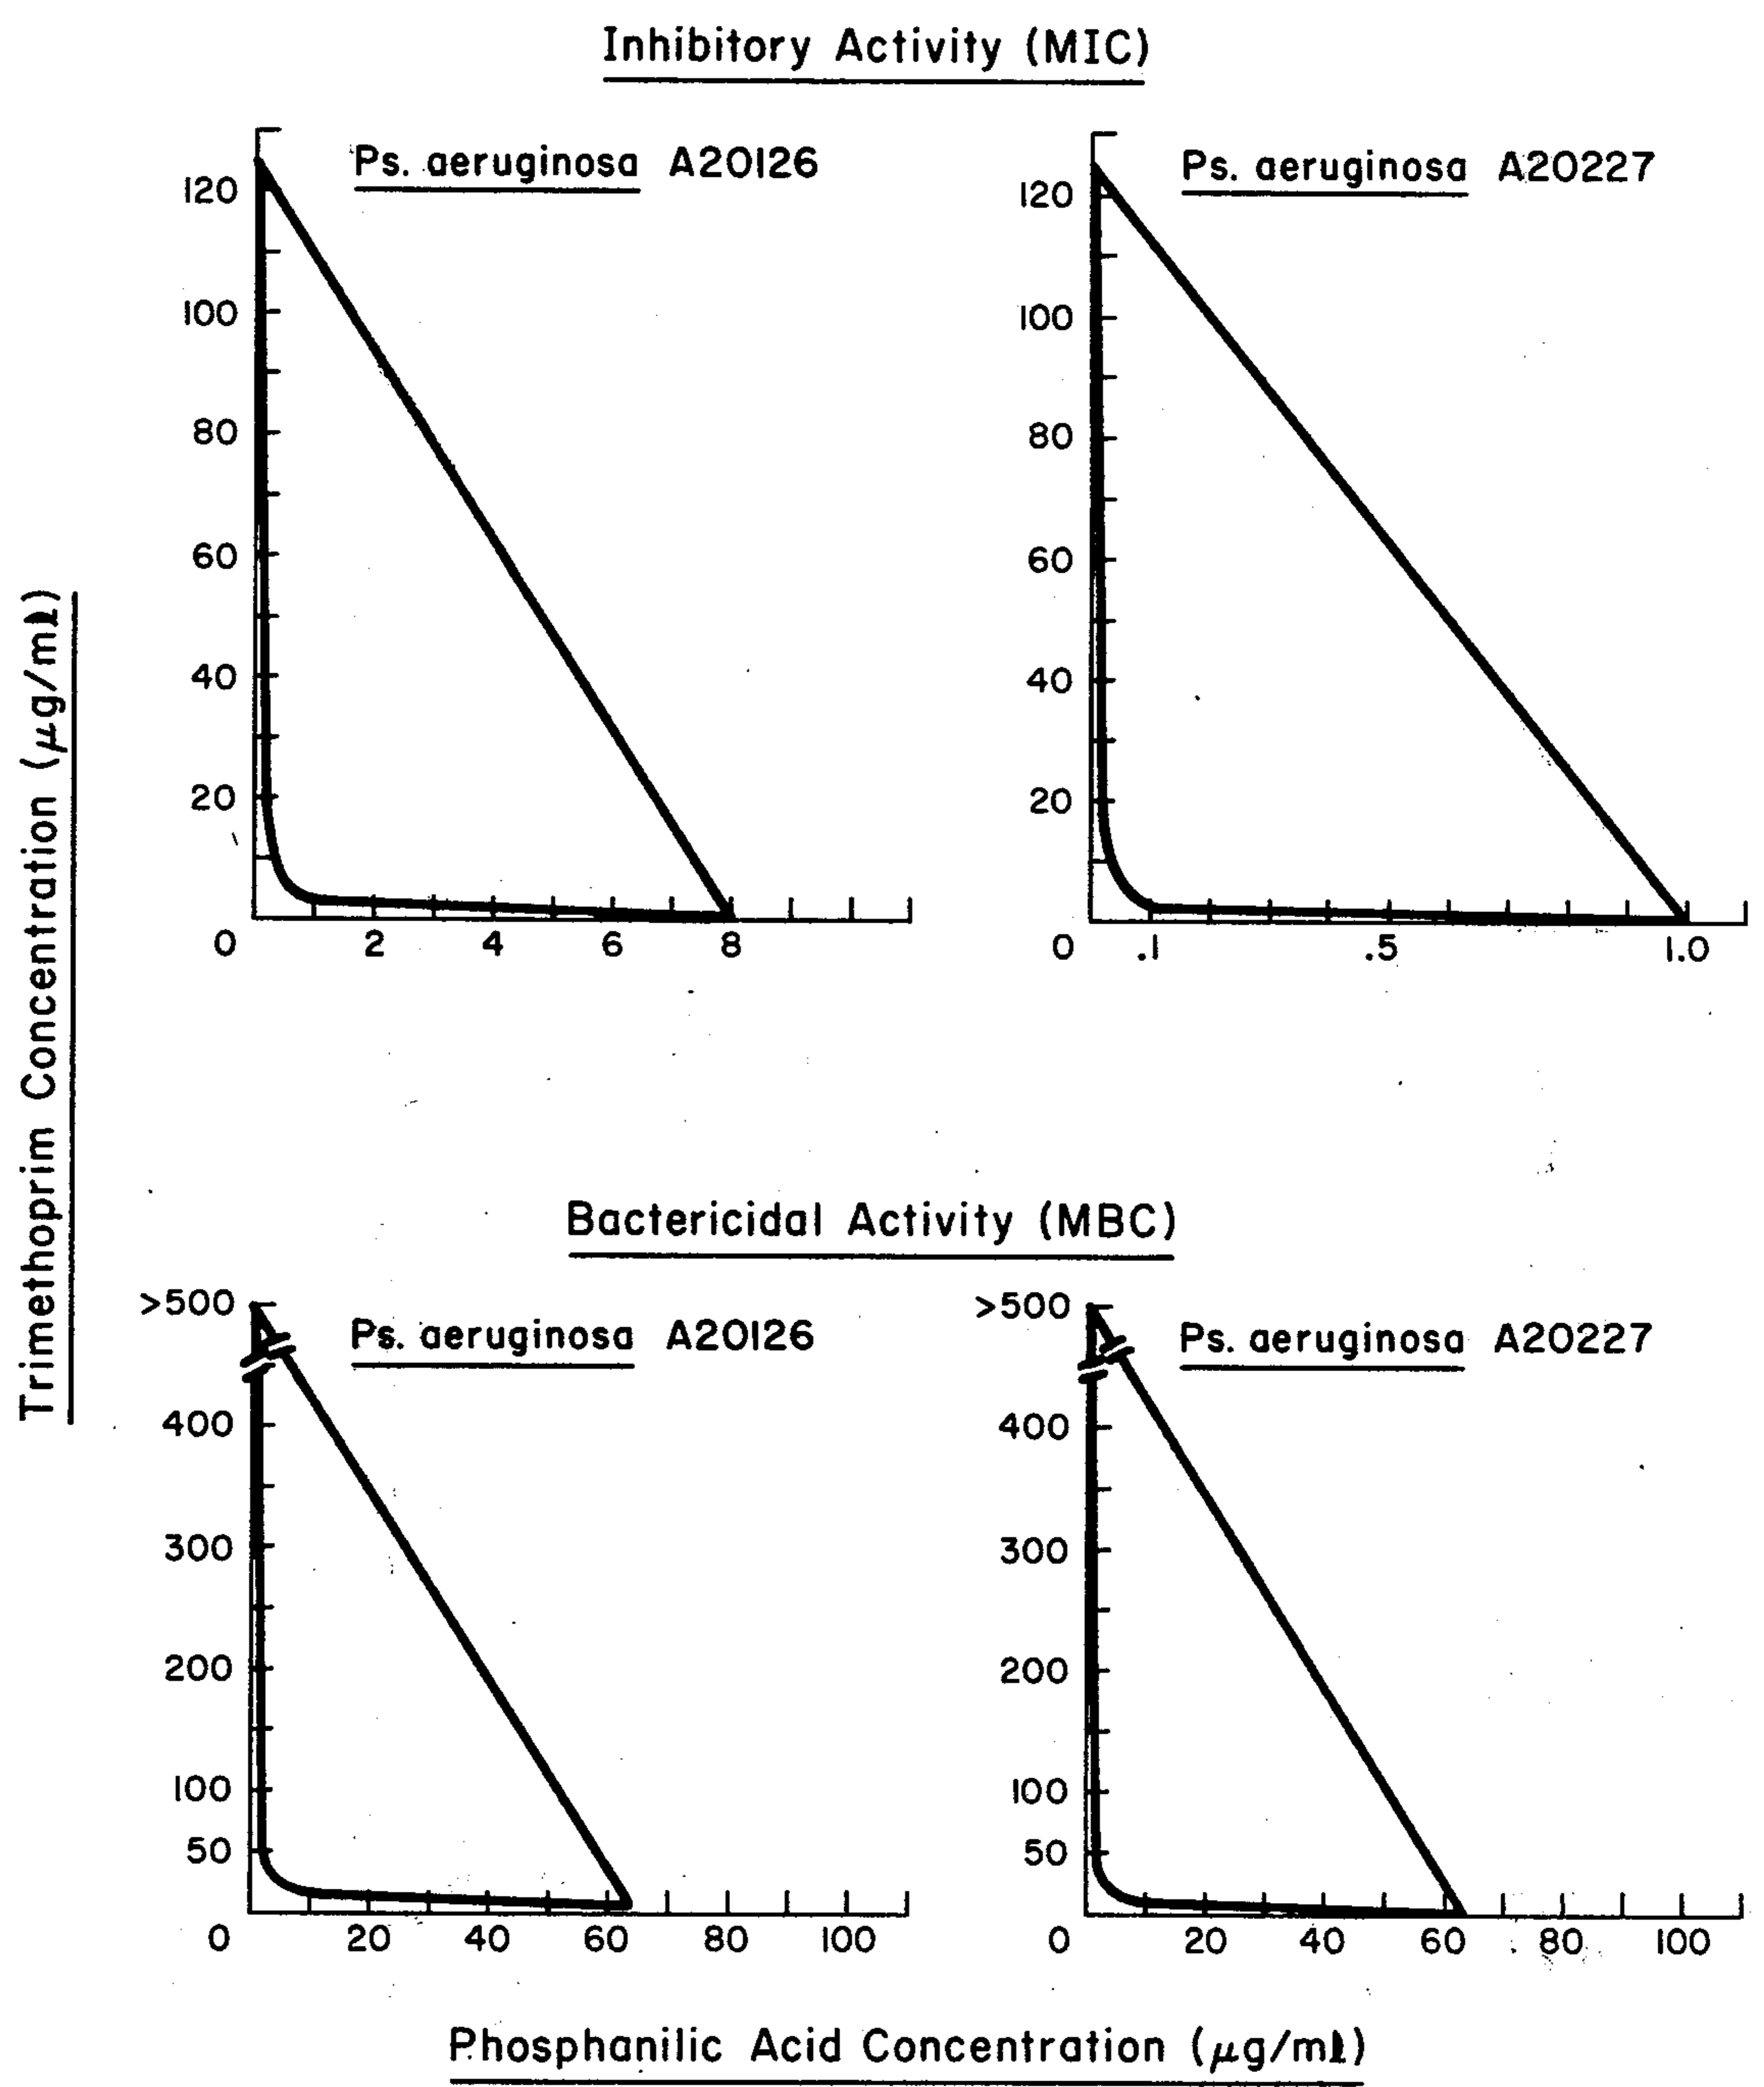 Inhibitory Activity (MIC)
Ps. aeruginosa A20126
120
100
80
60
40
20
0 2 4 6 8
Ps. aeruginosa A20227
120
100
80
60
40
20
0 .1 .5 1.0
Trimethoprim Concentration (μg/ml)
Bactericidal Activity (MBC)
Ps. aeruginosa A20126
>500
400
300
200
100
50
0 20 40 60 80 100
Ps. aeruginosa A20227
>500
400
300
200
100
50
0 20 40 60 80 100
Phosphanilic Acid Concentration (μg/ml)